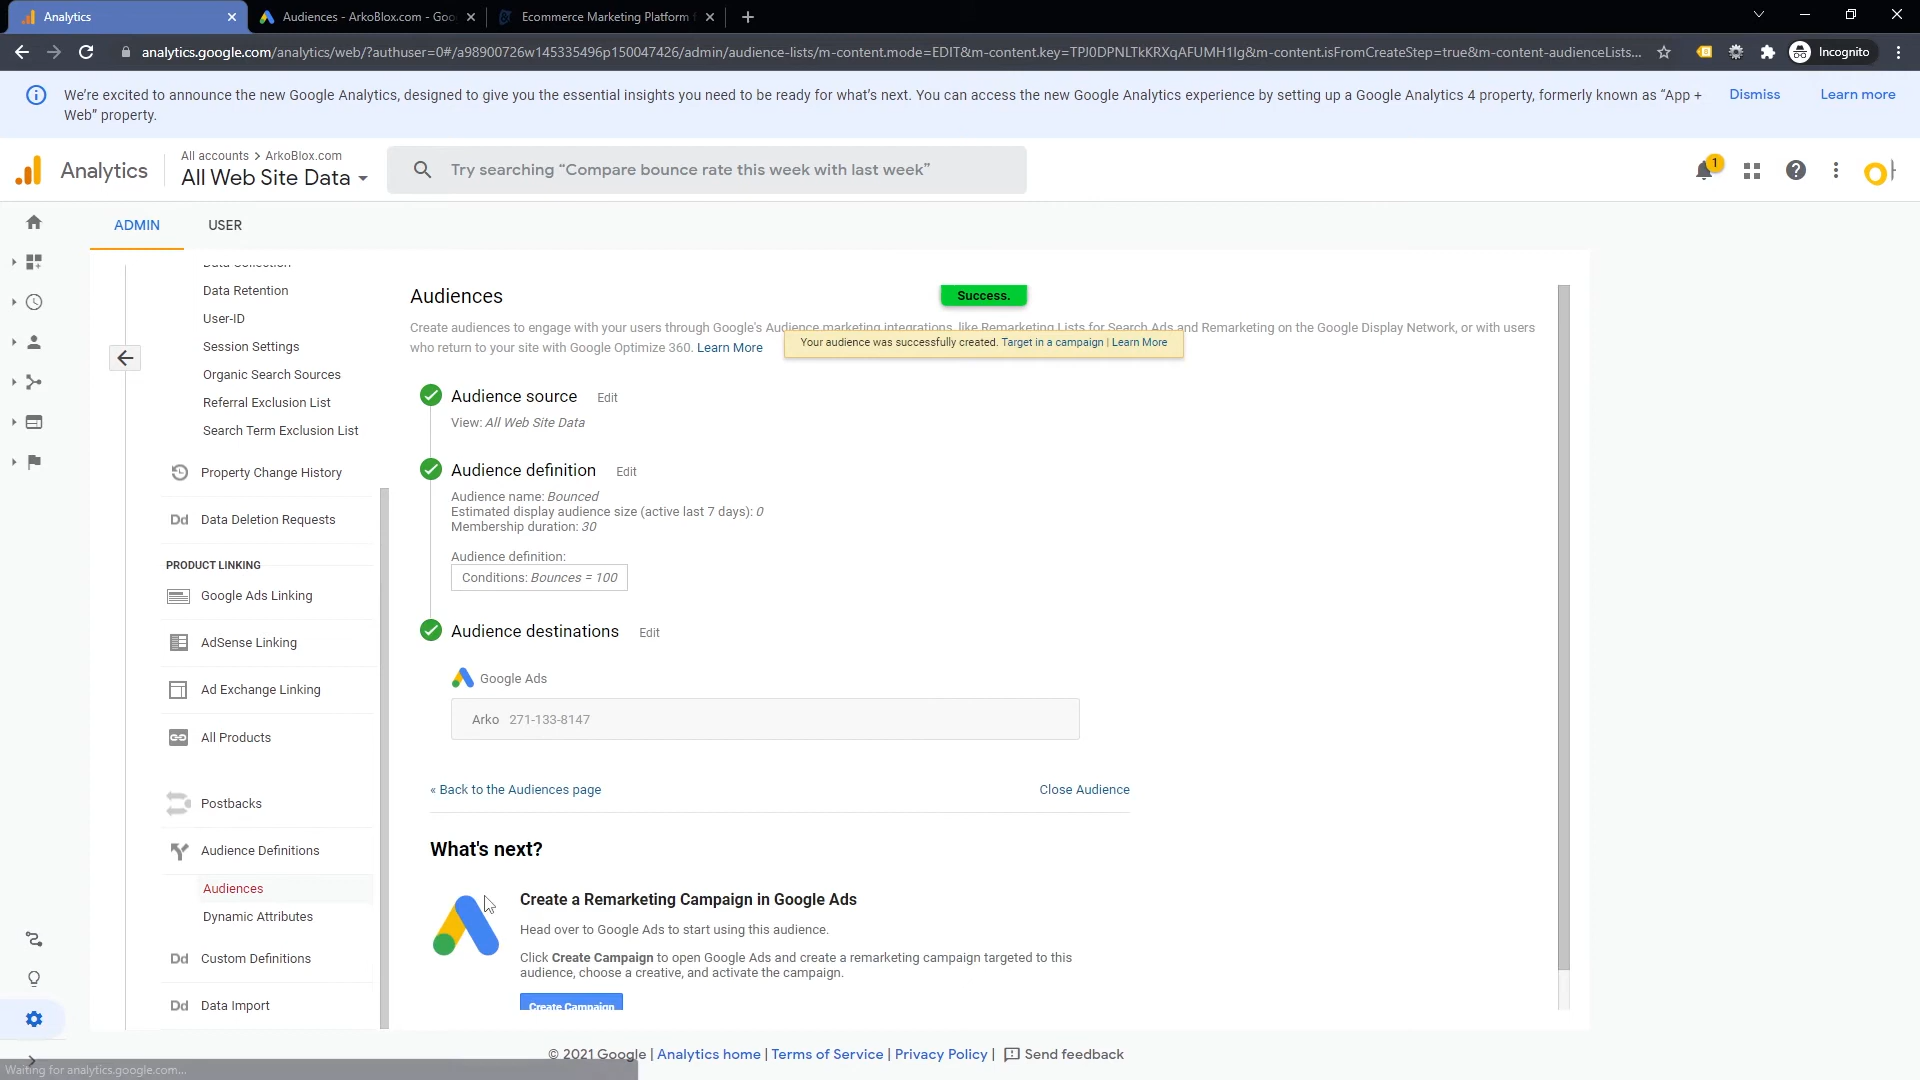 Analytics
Audiences - ArkoBlox.com - Goo
Ecommerce Marketing Platform
analytics.google.com/analytics/web/?authuser=0#/a98900726w145335496p150047426/admin/audience-lists/m-content.mode=EDIT&m-content.key=TPJ0DPNLTkKRXqAFUMH1Ig&m-content.isFromCreateStep=true&m-content-audienceLists...
Incognito
We're excited to announce the new Google Analytics, designed to give you the essential insights you need to be ready for what's next. You can access the new Google Analytics experience by setting up a Google Analytics 4 property, formerly known as "App +
Web" property.
Dismiss
Learn more
Analytics
All accounts > ArkoBlox.com
All Web Site Data
Try searching "Compare bounce rate this week with last week"
1
ADMIN
USER
Data Collection
Data Retention
User-ID
Session Settings
Organic Search Sources
Referral Exclusion List
Search Term Exclusion List
Property Change History
Dd Data Deletion Requests
PRODUCT LINKING
Google Ads Linking
AdSense Linking
Ad Exchange Linking
All Products
Postbacks
Audience Definitions
Audiences
Dynamic Attributes
Dd Custom Definitions
Dd Data Import
Audiences
Success.
Create audiences to engage with your users through Google's Audience marketing integrations, like Remarketing Lists for Search Ads and Remarketing on the Google Display Network, or with users
who return to your site with Google Optimize 360. Learn More
Your audience was successfully created. Target in a campaign | Learn More
Audience source Edit
View: All Web Site Data
Audience definition Edit
Audience name: Bounced
Estimated display audience size (active last 7 days): 0
Membership duration: 30
Audience definition:
Conditions: Bounces = 100
Audience destinations Edit
Google Ads
Arko 271-133-8147
« Back to the Audiences page
Close Audience
What's next?
Create a Remarketing Campaign in Google Ads
Head over to Google Ads to start using this audience.
Click Create Campaign to open Google Ads and create a remarketing campaign targeted to this
audience, choose a creative, and activate the campaign.
Create Campaign
© 2021 Google | Analytics home | Terms of Service | Privacy Policy | Send feedback
Waiting for analytics.google.com...